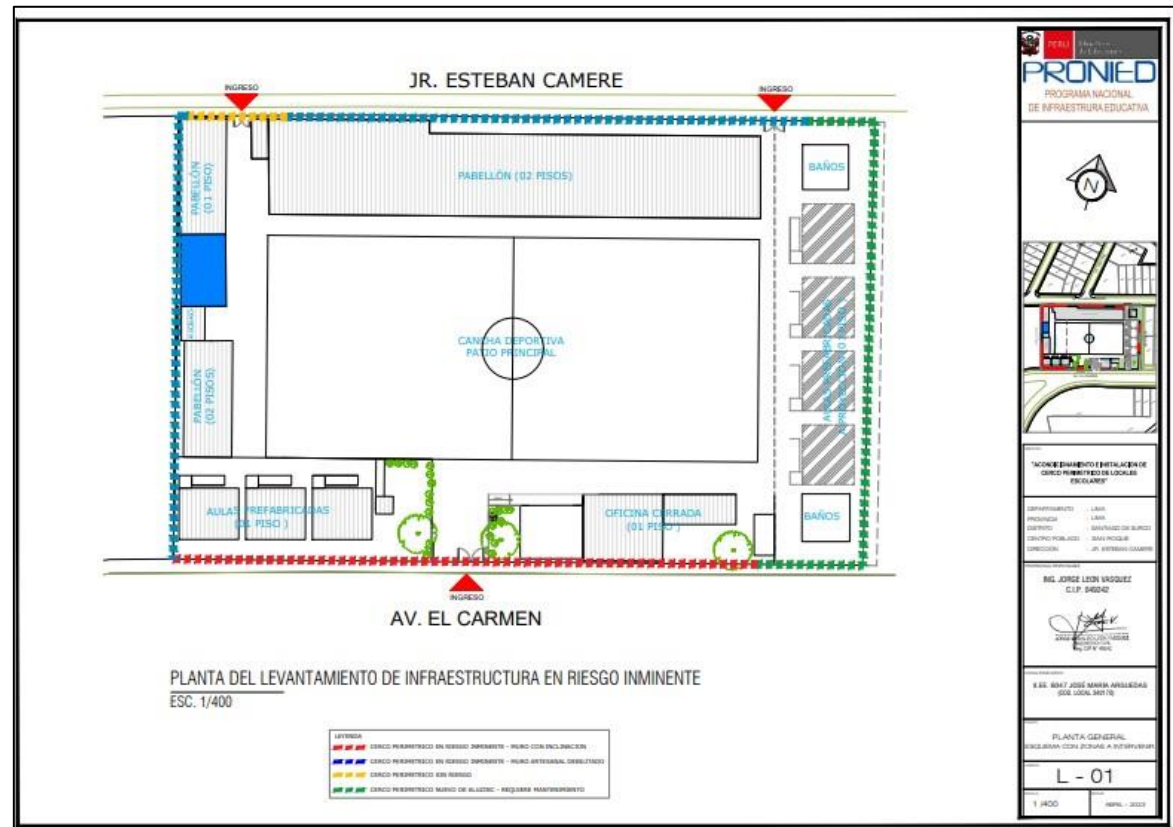 JR. ESTEBAN CAMERE
INGRESO
INGRESO
PABELLÓN
(01 PISO)
PABELLÓN (02 PISOS)
BAÑOS
CANCHA DEPORTIVA
PATIO PRINCIPAL
PABELLÓN
(02 PISOS)
AULAS PREFABRICADAS
(01 PISO )
OFICINA CERRADA
(01 PISO )
BAÑOS
INGRESO
AV. EL CARMEN
PLANTA DEL LEVANTAMIENTO DE INFRAESTRUCTURA EN RIESGO INMINENTE
ESC. 1/400
LEYENDA
CERCO PERIMETRICO EN RIESGO INMINENTE - MURO CON INCLINACION
CERCO PERIMETRICO EN RIESGO INMINENTE - MURO ARTESANAL DEBILITADO
CERCO PERIMETRICO SIN RIESGO
CERCO PERIMETRICO NUEVO DE ALUZINC - REQUIERE MANTENIMIENTO
PERÚ
PRONIED
PROGRAMA NACIONAL
DE INFRAESTRURA EDUCATIVA
N
"ACONDICIONAMIENTO E INSTALACION DE
CERCO PERIMETRICO DE LOCALES
ESCOLARES"
DEPARTAMENTO : LIMA
PROVINCIA : LIMA
DISTRITO : SANTIAGO DE SURCO
CENTRO POBLADO : SAN ROQUE
DIRECCION : JR. ESTEBAN CAMERE
ING. JORGE LEON VASQUEZ
C.I.P.
JOSÉ MARIA ARGUEDAS
PLANTA GENERAL
ESQUEMA CON ZONAS A INTERVENIR
L - 01
1 /400
ABRIL - 2023